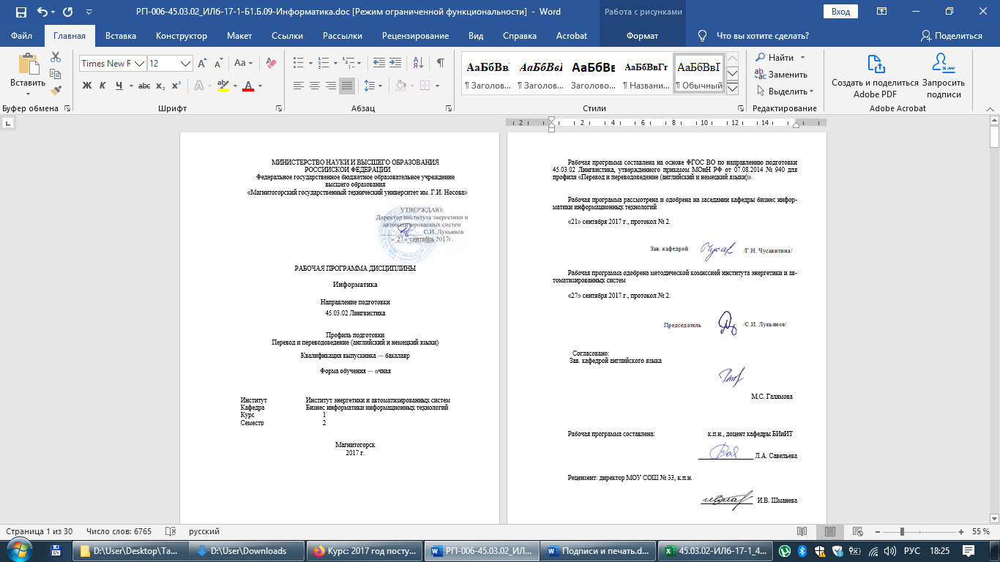 РП-006-45.03.02_ИЛб-17-1-Б1.Б.09-Информатика.doc [Режим ограниченной функциональности] - Word
Работа с рисунками
Вход
Файл Главная Вставка Конструктор Макет Ссылки Рассылки Рецензирование Вид Справка Acrobat Формат Что вы хотите сделать? Поделиться
Вставить
Буфер обмена
Times New R 12
Aa
Ж К Ч abc x₂ x²
Шрифт
Абзац
АаБбВв. АаБбВвІ АаБбВв АаБбВвГг АаБбВвГ
¶ Заголов... ¶ Заголов... Заголово... ¶ Названи... ¶ Обычный
Стили
Найти
Заменить
Выделить
Редактирование
Создать и поделиться Adobe PDF
Запросить подписи
Adobe Acrobat
2 2 4 6 8 10 12 14
МИНИСТЕРСТВО НАУКИ И ВЫСШЕГО ОБРАЗОВАНИЯ
РОССИЙСКОЙ ФЕДЕРАЦИИ
Федеральное государственное бюджетное образовательное учреждение
высшего образования
«Магнитогорский государственный технический университет им. Г.И. Носова»
УТВЕРЖДАЮ:
Директор института энергетики и
автоматизированных систем
С.И. Лукьянов
« 27 » сентябрь 2017г.
РАБОЧАЯ ПРОГРАММА ДИСЦИПЛИНЫ
Информатика
Направление подготовки
45.03.02 Лингвистика
Профиль подготовки
Перевод и переводоведение (английский и немецкий языки)
Квалификация выпускника — бакалавр
Форма обучения — очная
Институт Институт энергетики и автоматизированных систем
Кафедра Бизнес информатики информационных технологий
Курс 1
Семестр 2
Магнитогорск
2017 г.
Рабочая программа составлена на основе ФГОС ВО по направлению подготовки
45.03.02 Лингвистика, утвержденного приказом МОиН РФ от 07.08.2014 № 940 для
профиля «Перевод и переводоведение (английский и немецкий языки)».
Рабочая программа рассмотрена и одобрена на заседании кафедры бизнес инфор-
матики информационных технологий
«21» сентября 2017 г., протокол № 2.
Зав. кафедрой /Г.Н. Чусавитина/
Рабочая программа одобрена методической комиссией института энергетики и ав-
томатизированных систем
«27» сентября 2017 г., протокол № 2.
Председатель /С.И. Лукьянов/
Согласовано:
Зав. кафедрой английского языка
М.С. Галямова
Рабочая программа составлена: к.п.н., доцент кафедры БИиИТ
Л.А. Савельева
Рецензент: директор МОУ СОШ № 33, к.п.н.
И.В. Шманева
Страница 1 из 30 Число слов: 6765 русский 55 %
D:\User\Desktop\Ta... D:\User\Downloads Курс: 2017 год посту... РП-006-45.03.02_ИЛ... Подписи и печать.d... 45.03.02-ИЛб-17-1_4... РУС 18:25